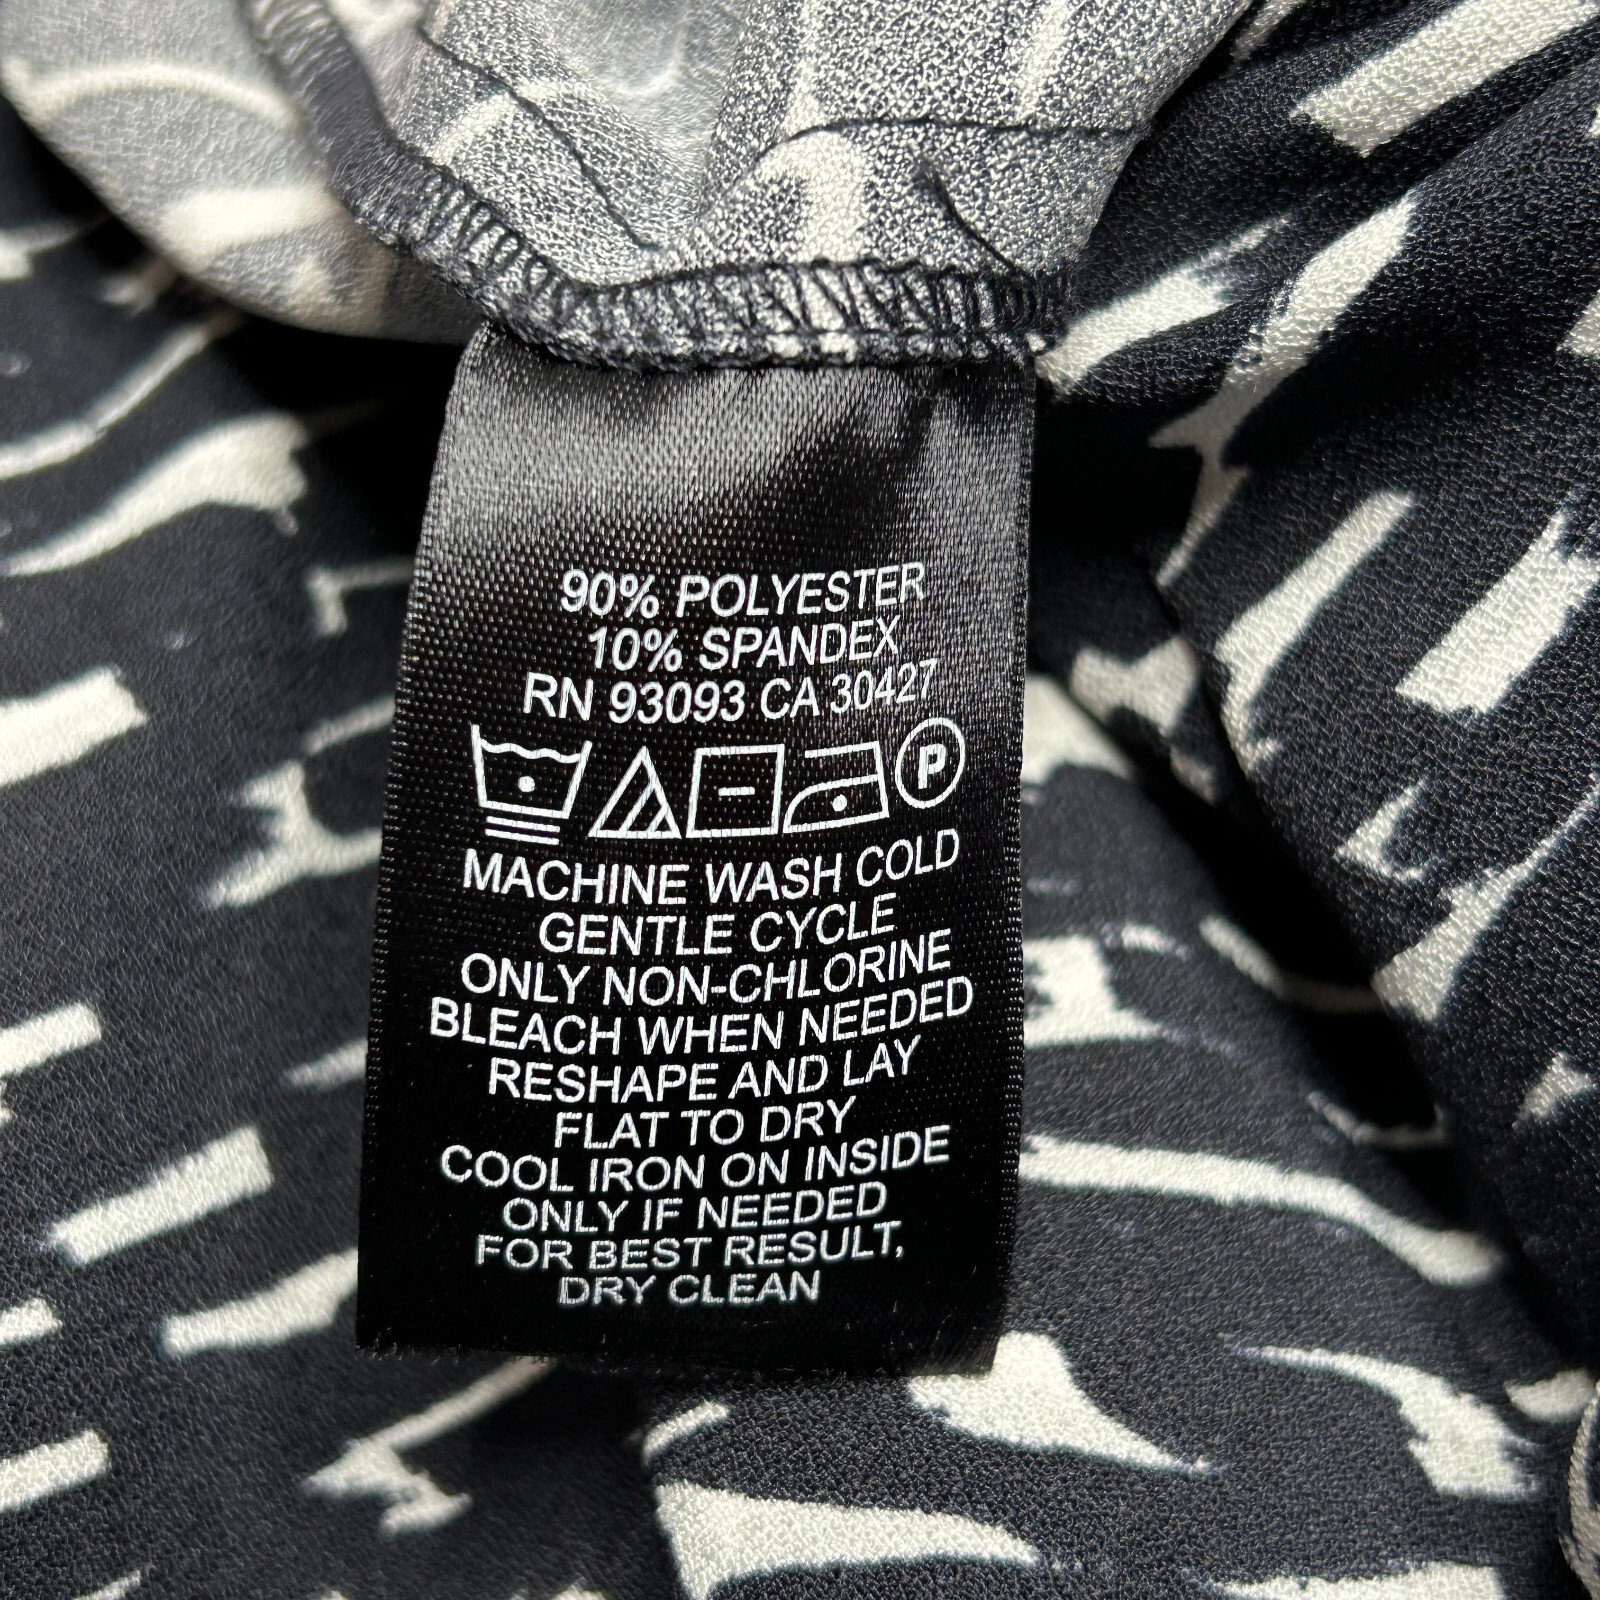 90% POLYESTER
10% SPANDEX
RN 93093 CA 30427
P
MACHINE WASH COLD
GENTLE CYCLE
ONLY NON-CHLORINE
BLEACH WHEN NEEDED
RESHAPE AND LAY
FLAT TO DRY
COOL IRON ON INSIDE
ONLY IF NEEDED
FOR BEST RESULT,
DRY CLEAN